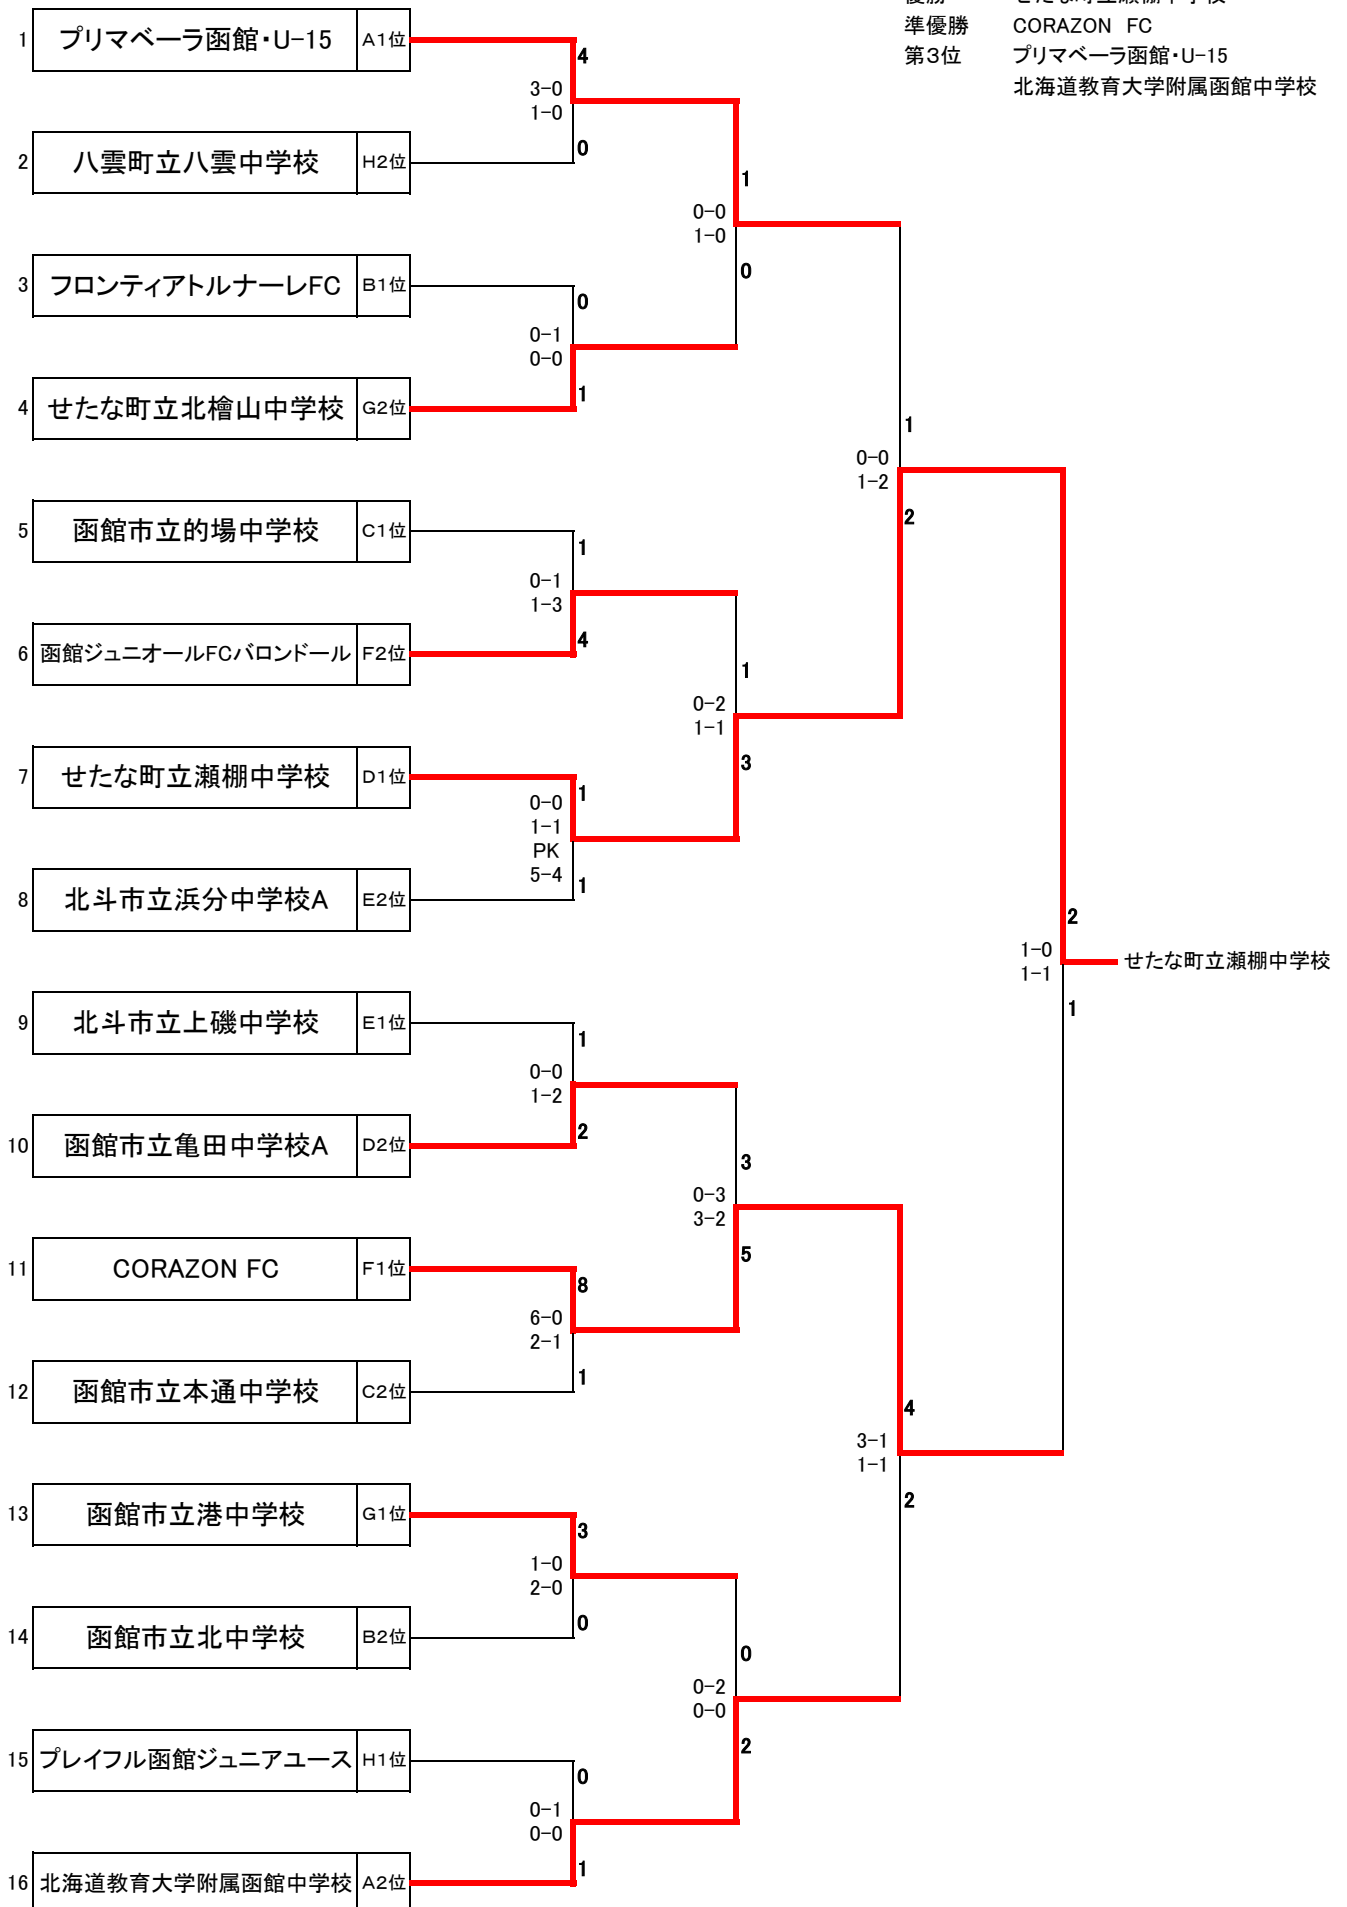 優勝 せたな町立瀬棚中学校
準優勝 CORAZON FC
第3位 プリマベーラ函館・U-15
北海道教育大学附属函館中学校
1 プリマベーラ函館・U-15 A1位
4
3-0
1-0
0
2 八雲町立八雲中学校 H2位
1
0-0
1-0
0
3 フロンティアトルナーレFC B1位
0
0-1
0-0
1
4 せたな町立北檜山中学校 G2位
1
0-0
1-2
2
5 函館市立的場中学校 C1位
1
0-1
1-3
4
6 函館ジュニオールFCバロンドール F2位
1
0-2
1-1
3
7 せたな町立瀬棚中学校 D1位
1
0-0
1-1
PK
5-4
1
8 北斗市立浜分中学校A E2位
2
1-0
1-1
せたな町立瀬棚中学校
1
9 北斗市立上磯中学校 E1位
1
0-0
1-2
2
10 函館市立亀田中学校A D2位
3
0-3
3-2
5
11 CORAZON FC F1位
8
6-0
2-1
1
12 函館市立本通中学校 C2位
4
3-1
1-1
2
13 函館市立港中学校 G1位
3
1-0
2-0
0
14 函館市立北中学校 B2位
0
0-2
0-0
2
15 プレイフル函館ジュニアユース H1位
0
0-1
0-0
1
16 北海道教育大学附属函館中学校 A2位